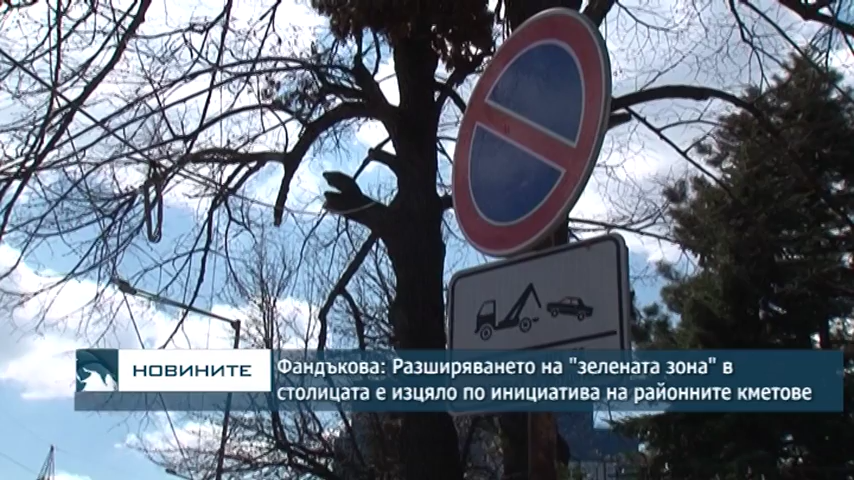 НОВИНИТЕ
Фандъкова: Разширяването на "зелената зона" в
столицата е изцяло по инициатива на районните кметове